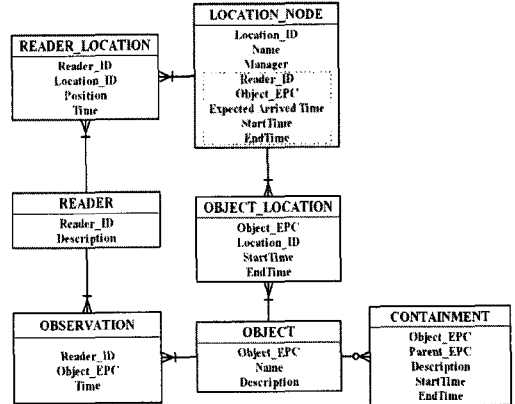 LOCATION_NODE
Location_ID
Name
Manager
Reader_ID
Object_EPC
Expected Arrived Time
StartTime
EndTime
READER_LOCATION
Reader_ID
Location_ID
Position
Time
READER
Reader_ID
Description
OBJECT_LOCATION
Object_EPC
Location_ID
StartTime
EndTime
OBSERVATION
Reader_ID
Object_EPC
Time
OBJECT
Object_EPC
Name
Description
CONTAINMENT
Object_EPC
Parent_EPC
Description
StartTime
EndTime